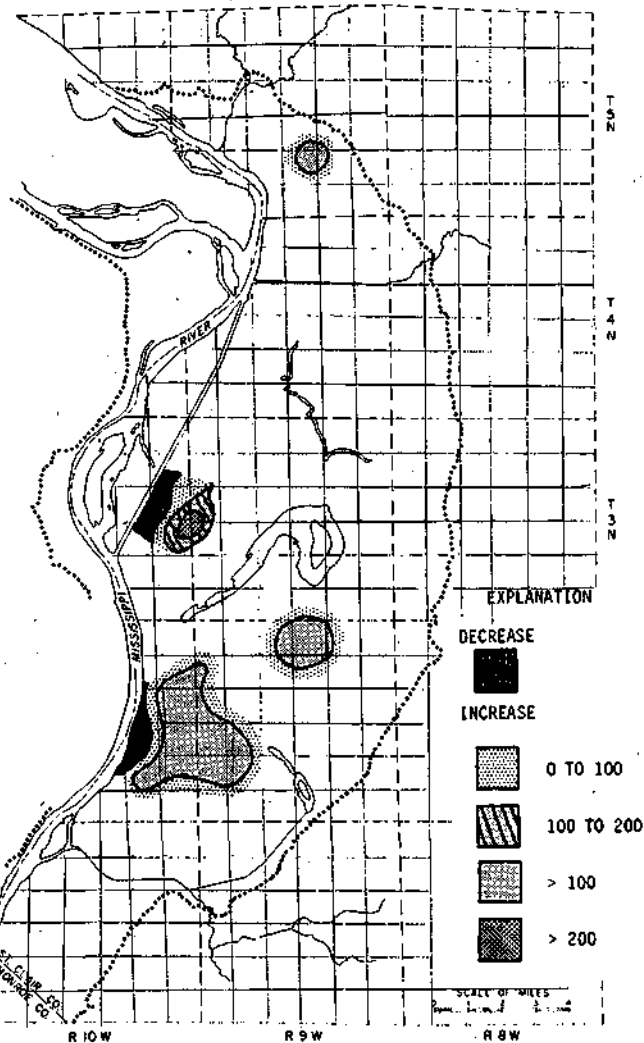 T
5
N
T
4
N
RIVER
T
3
N
MISSISSIPPI
EXPLANATION
DECREASE
INCREASE
0 TO 100
100 TO 200
> 100
> 200
ST. CLAIR CO.
MONROE CO.
SCALE OF MILES
R 10 W
R 9 W
R 8 W